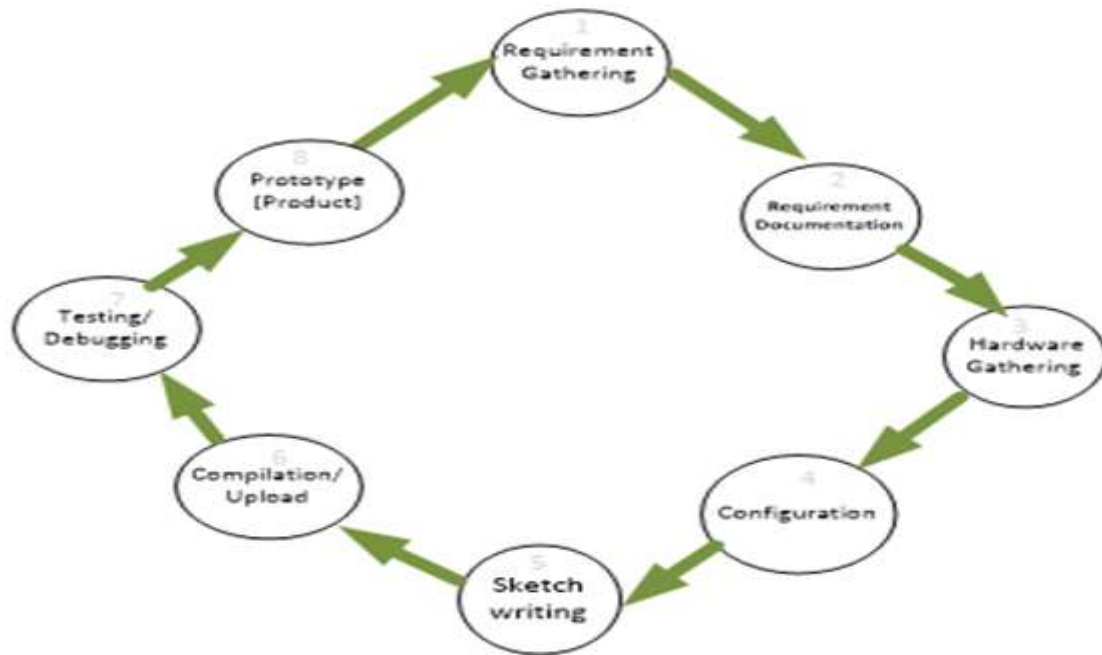 1
Requirement
Gathering
2
Requirement
Documentation
3
Hardware
Gathering
4
Configuration
5
Sketch
writing
6
Compilation/
Upload
7
Testing/
Debugging
8
Prototype
[Product]